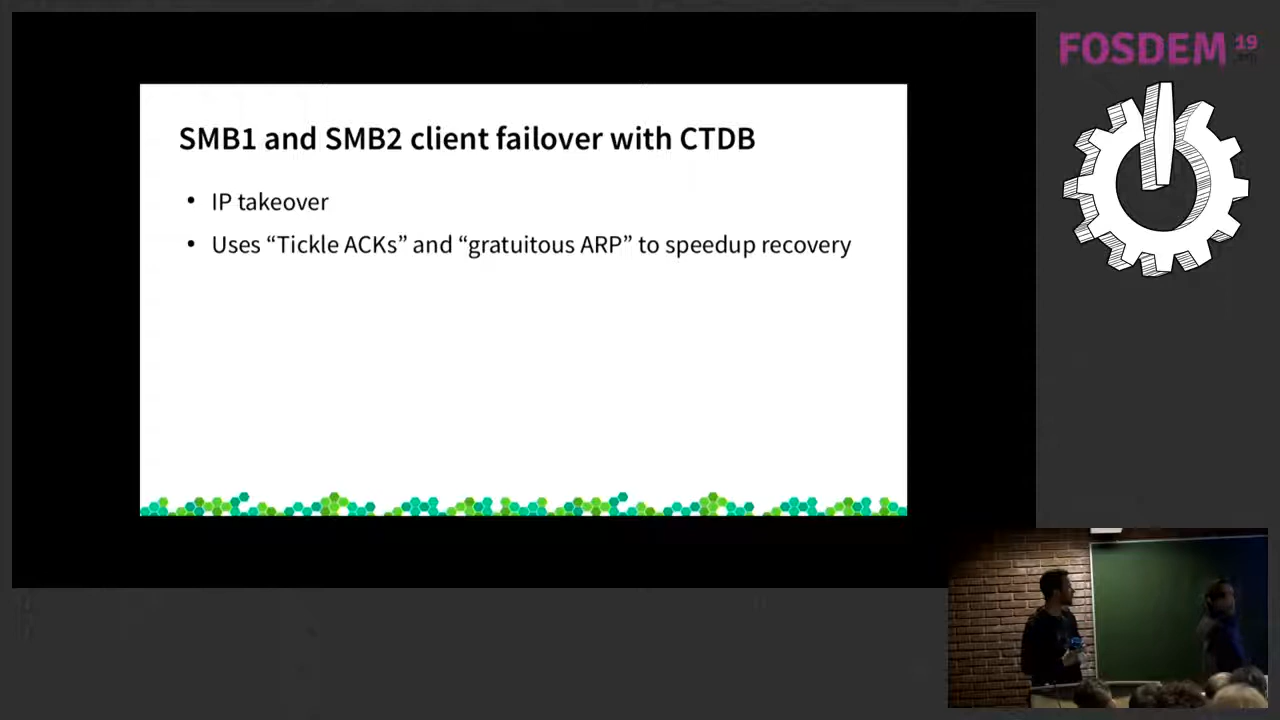 FOSDEM 19
SMB1 and SMB2 client failover with CTDB
• IP takeover
• Uses “Tickle ACKs” and “gratuitous ARP” to speedup recovery